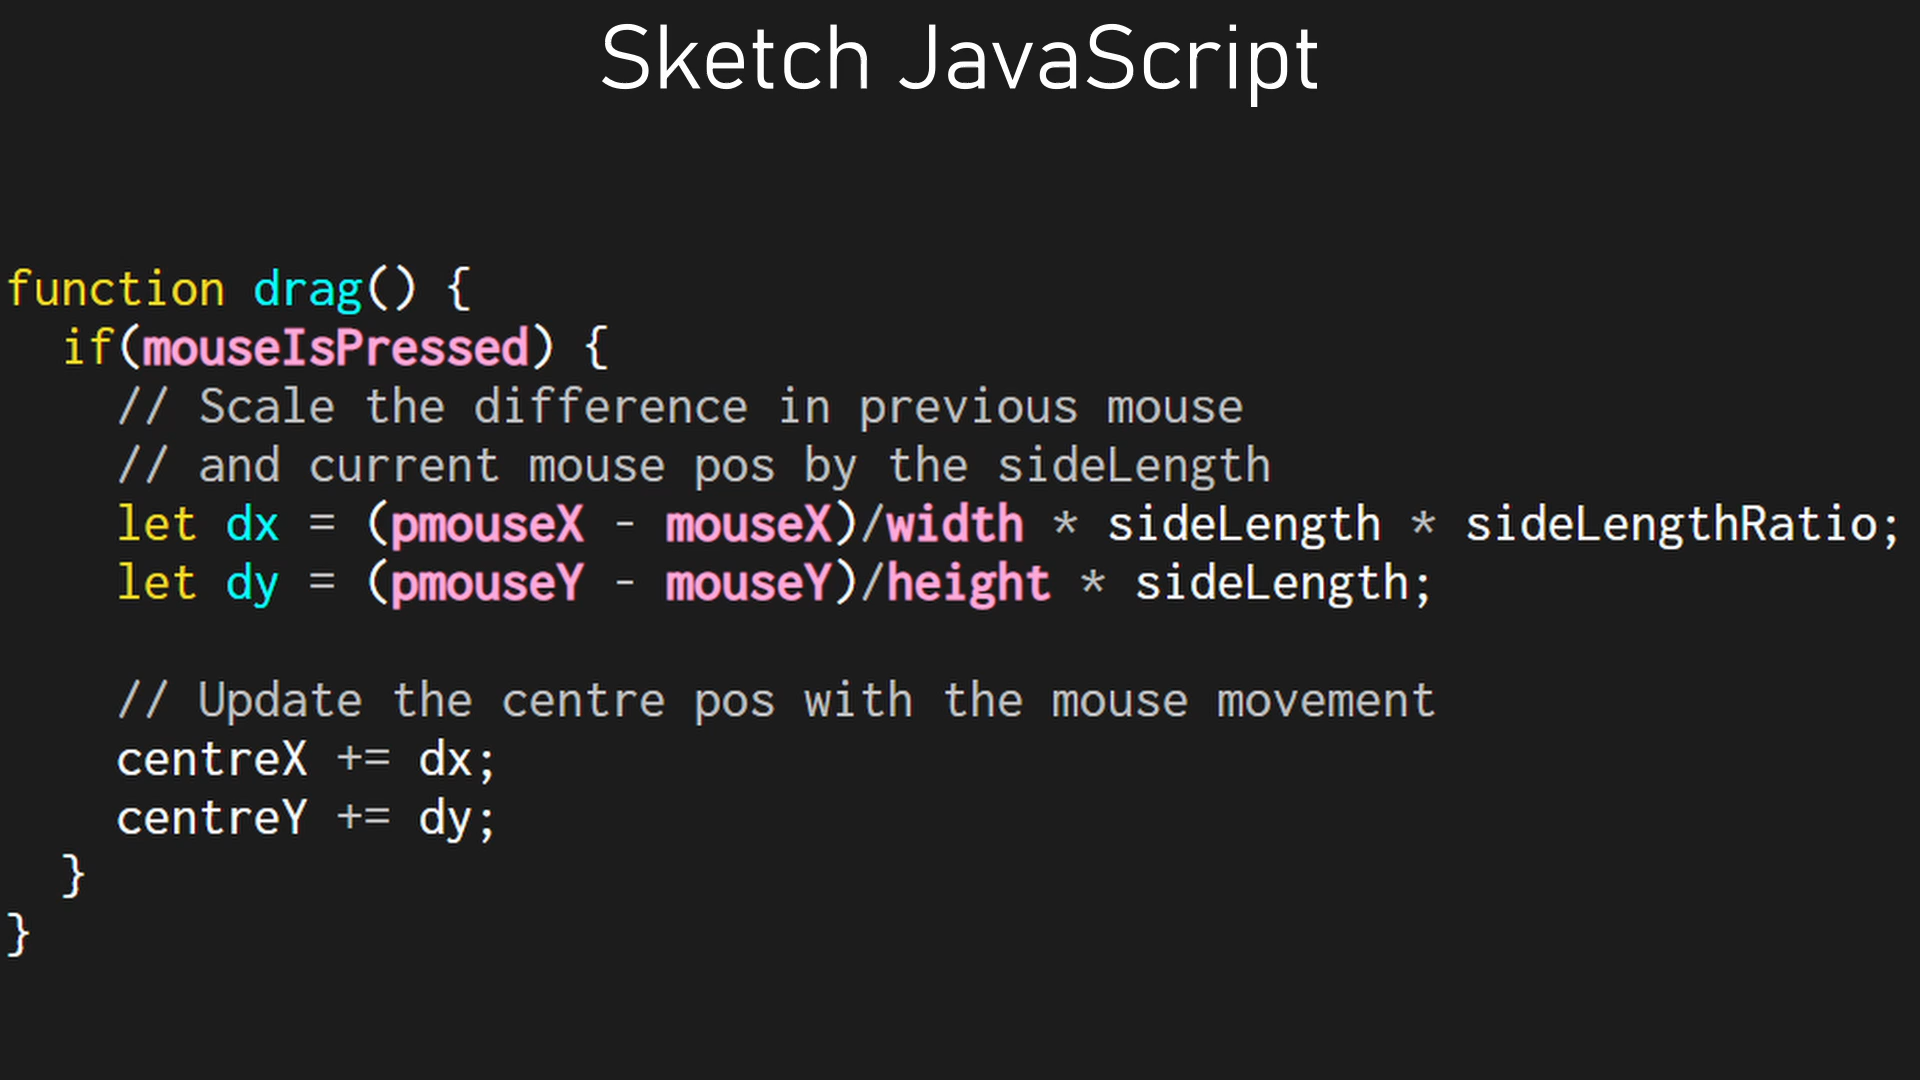 Sketch JavaScript
function drag() {
if(mouseIsPressed) {
// Scale the difference in previous mouse
// and current mouse pos by the sideLength
let dx = (pmouseX - mouseX)/width * sideLength * sideLengthRatio;
let dy = (pmouseY - mouseY)/height * sideLength;
// Update the centre pos with the mouse movement
centreX += dx;
centreY += dy;
}
}